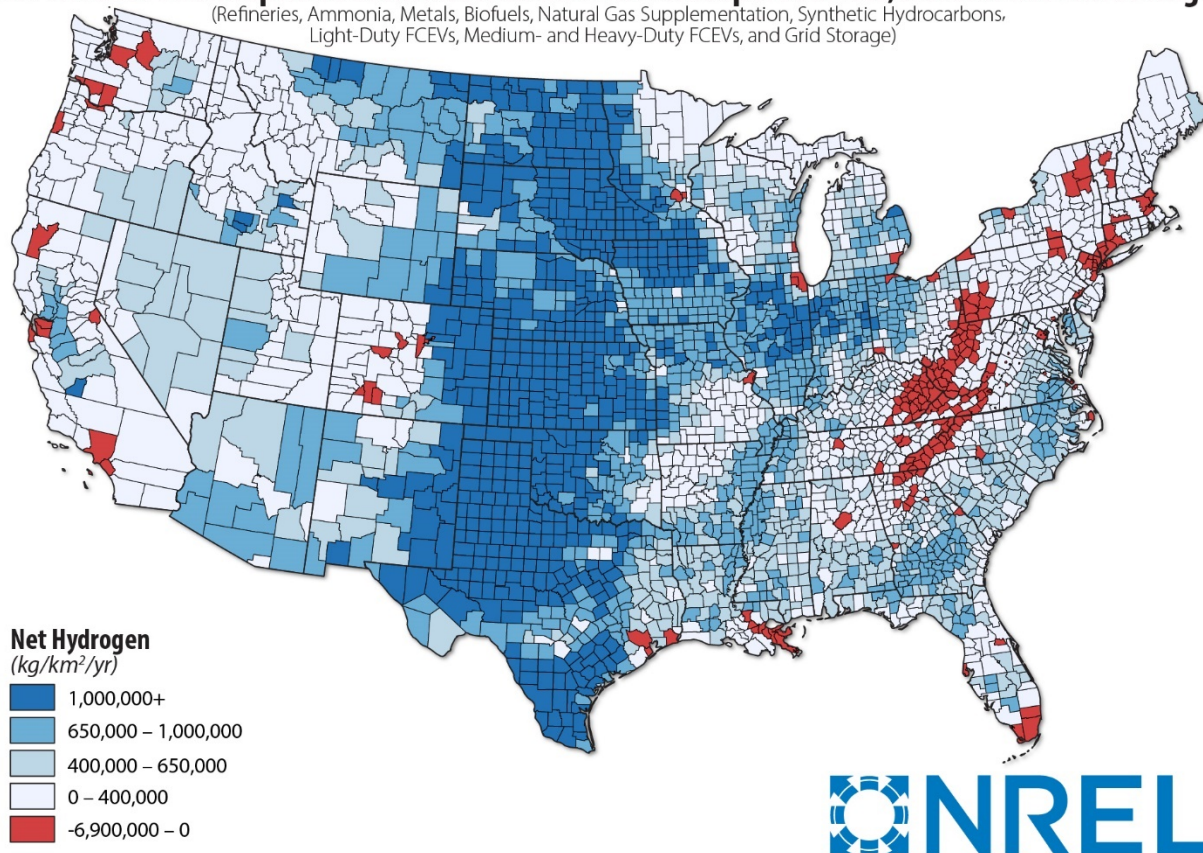 (Refineries, Ammonia, Metals, Biofuels, Natural Gas Supplementation, Synthetic Hydrocarbons,
Light-Duty FCEVs, Medium- and Heavy-Duty FCEVs, and Grid Storage)
Net Hydrogen
(kg/km²/yr)
1,000,000+
650,000 – 1,000,000
400,000 – 650,000
0 – 400,000
-6,900,000 – 0
NREL